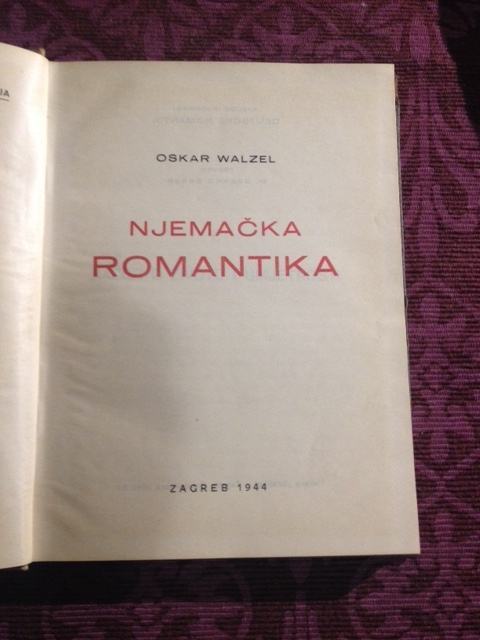 OSKAR WALZEL
NJEMAČKA
ROMANTIKA
ZAGREB 1944